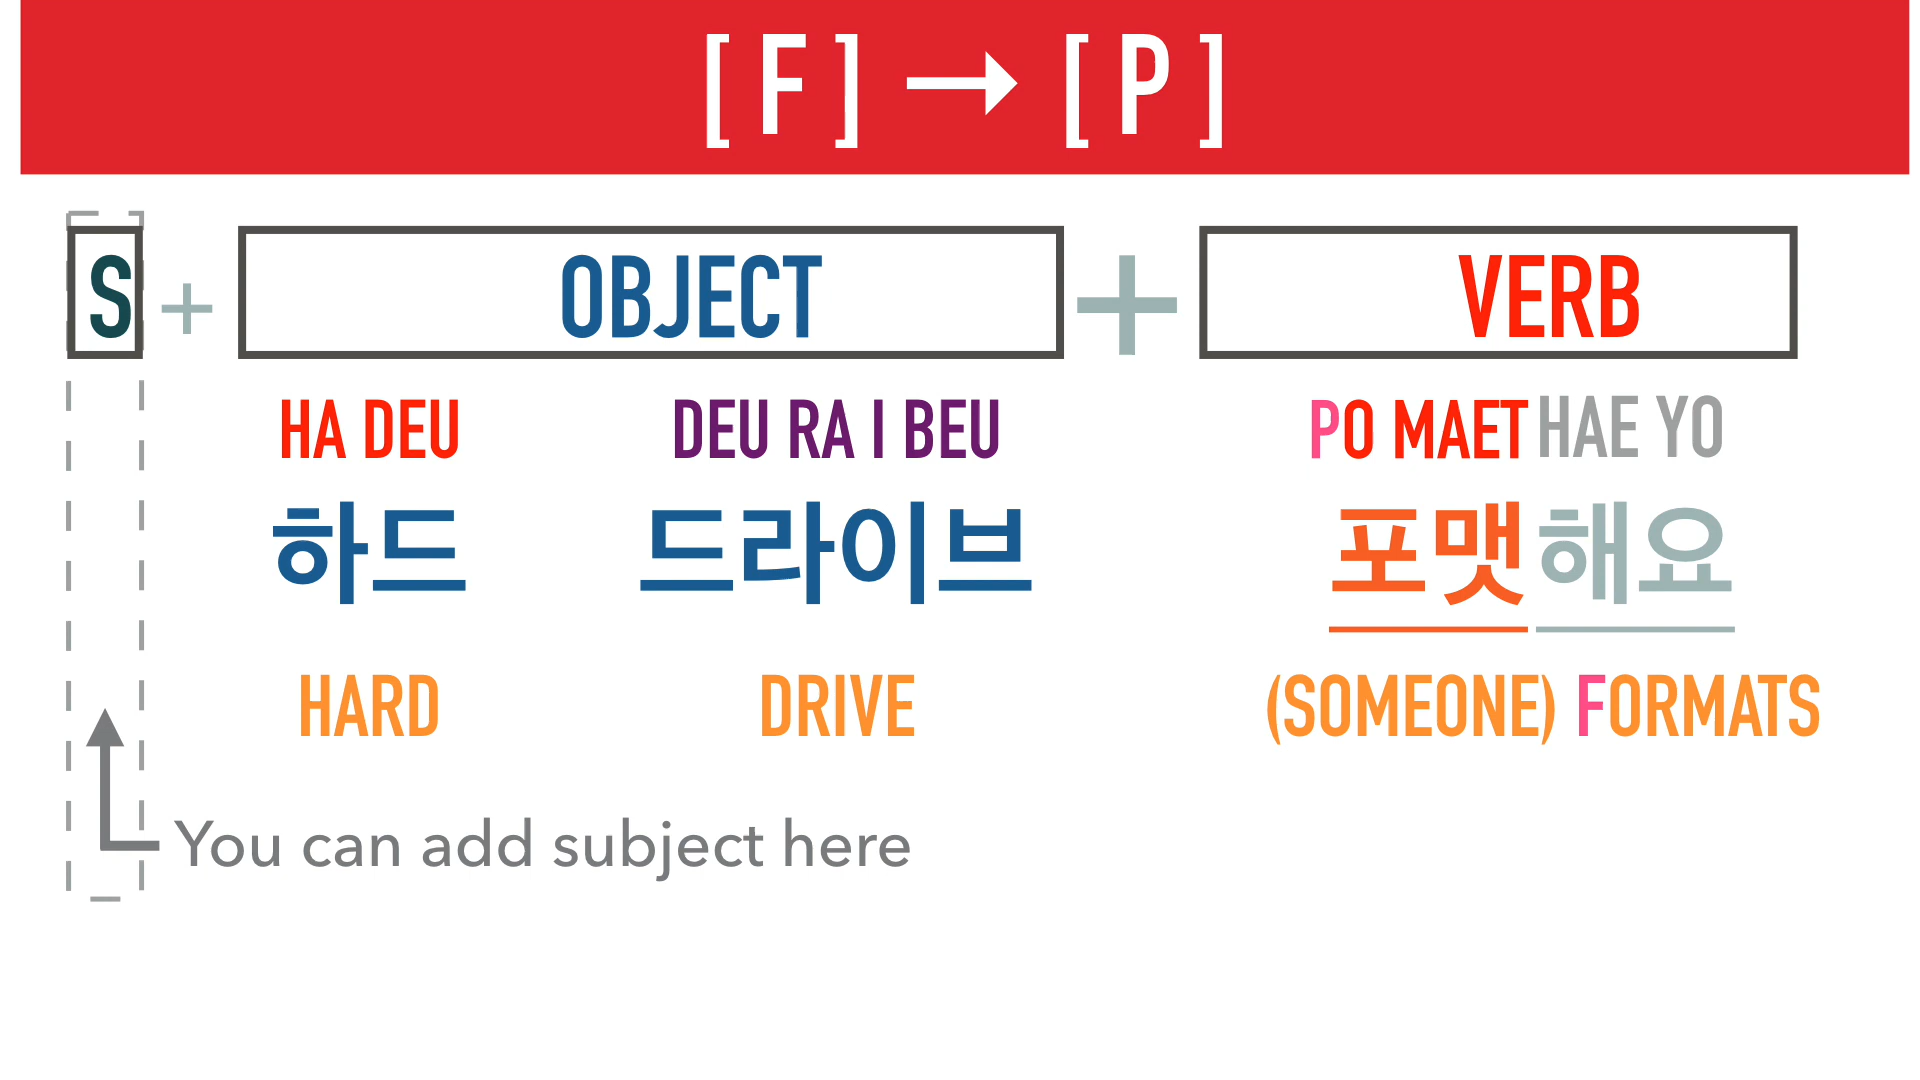 [ F ] → [ P ]
S + OBJECT + VERB
HA DEU DEU RA I BEU PO MAET HAE YO
하드 드라이브 포맷해요
HARD DRIVE (SOMEONE) FORMATS
You can add subject here